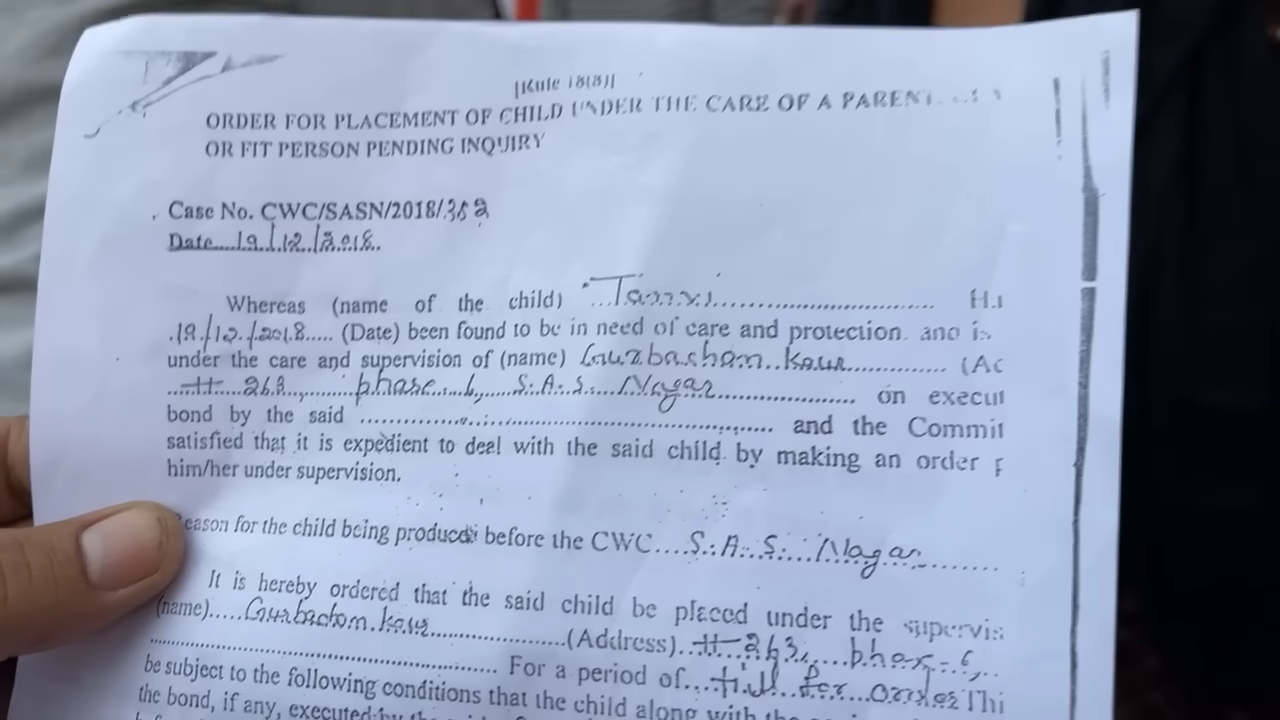 [Rule 18(8)]
ORDER FOR PLACEMENT OF CHILD UNDER THE CARE OF A PARENT
OR FIT PERSON PENDING INQUIRY
Case No. CWC/SASN/2018/352
Date....19/12/2018..
Whereas (name of the child) ...Tanvi..............................
19/12/2018..... (Date) been found to be in need of care and protection and is
under the care and supervision of (name) Gurbachan Kaur............... (Ad
..# 263, phase 6, S.A.S. Nagar..................... on execut
bond by the said ........................................................ and the Commit
satisfied that it is expedient to deal with the said child by making an order f
him/her under supervision.
Reason for the child being produced before the CWC....S.A.S. Nagar...........
It is hereby ordered that the said child be placed under the supervis
(name).....Gurbachan Kaur....................(Address)..# 263, phase-6,..
.................................................... For a period of...till for order Thi
be subject to the following conditions that the child along with the
the bond, if any, executed by the